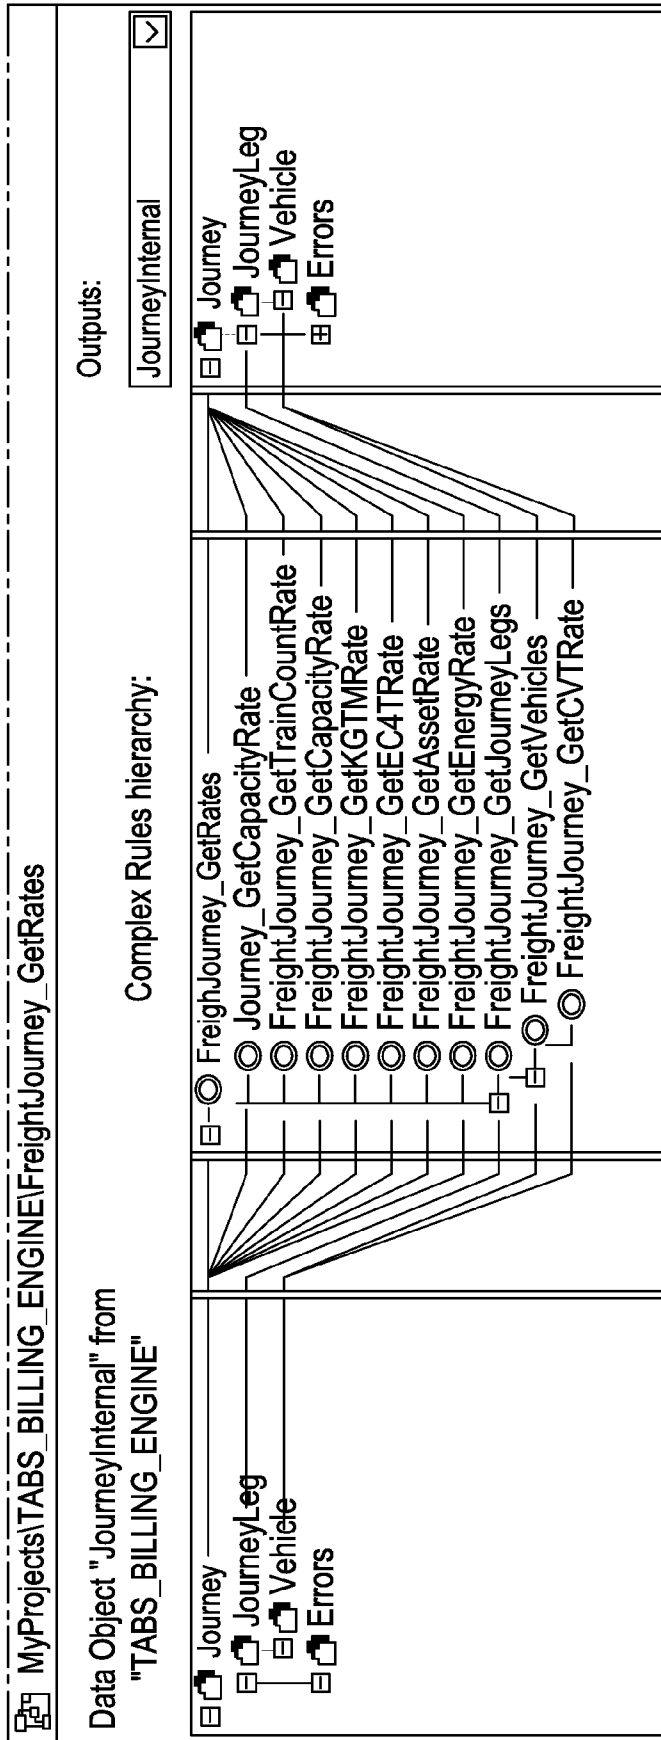 MyProjects\TABS_BILLING_ENGINE\FreightJourney_GetRates
Data Object "JourneyInternal" from
"TABS_BILLING_ENGINE"
Complex Rules hierarchy:
Outputs:
JourneyInternal
Journey
JourneyLeg
Vehicle
Errors
FreighJourney_GetRates
Journey_GetCapacityRate
FreightJourney_GetTrainCountRate
FreightJourney_GetCapacityRate
FreightJourney_GetKGTMRate
FreightJourney_GetEC4TRate
FreightJourney_GetAssetRate
FreightJourney_GetEnergyRate
FreightJourney_GetJourneyLegs
FreightJourney_GetVehicles
FreightJourney_GetCVTRate
Journey
JourneyLeg
Vehicle
Errors